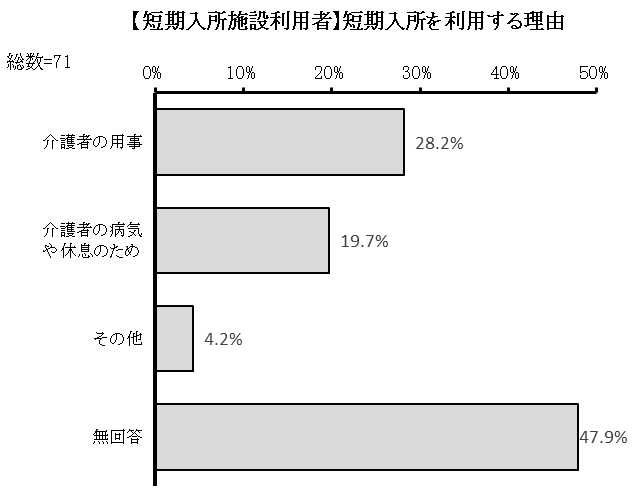 【短期入所施設利用者】短期入所を利用する理由
総数=71
0% 10% 20% 30% 40% 50%
介護者の用事 28.2%
介護者の病気
や休息のため 19.7%
その他 4.2%
無回答 47.9%